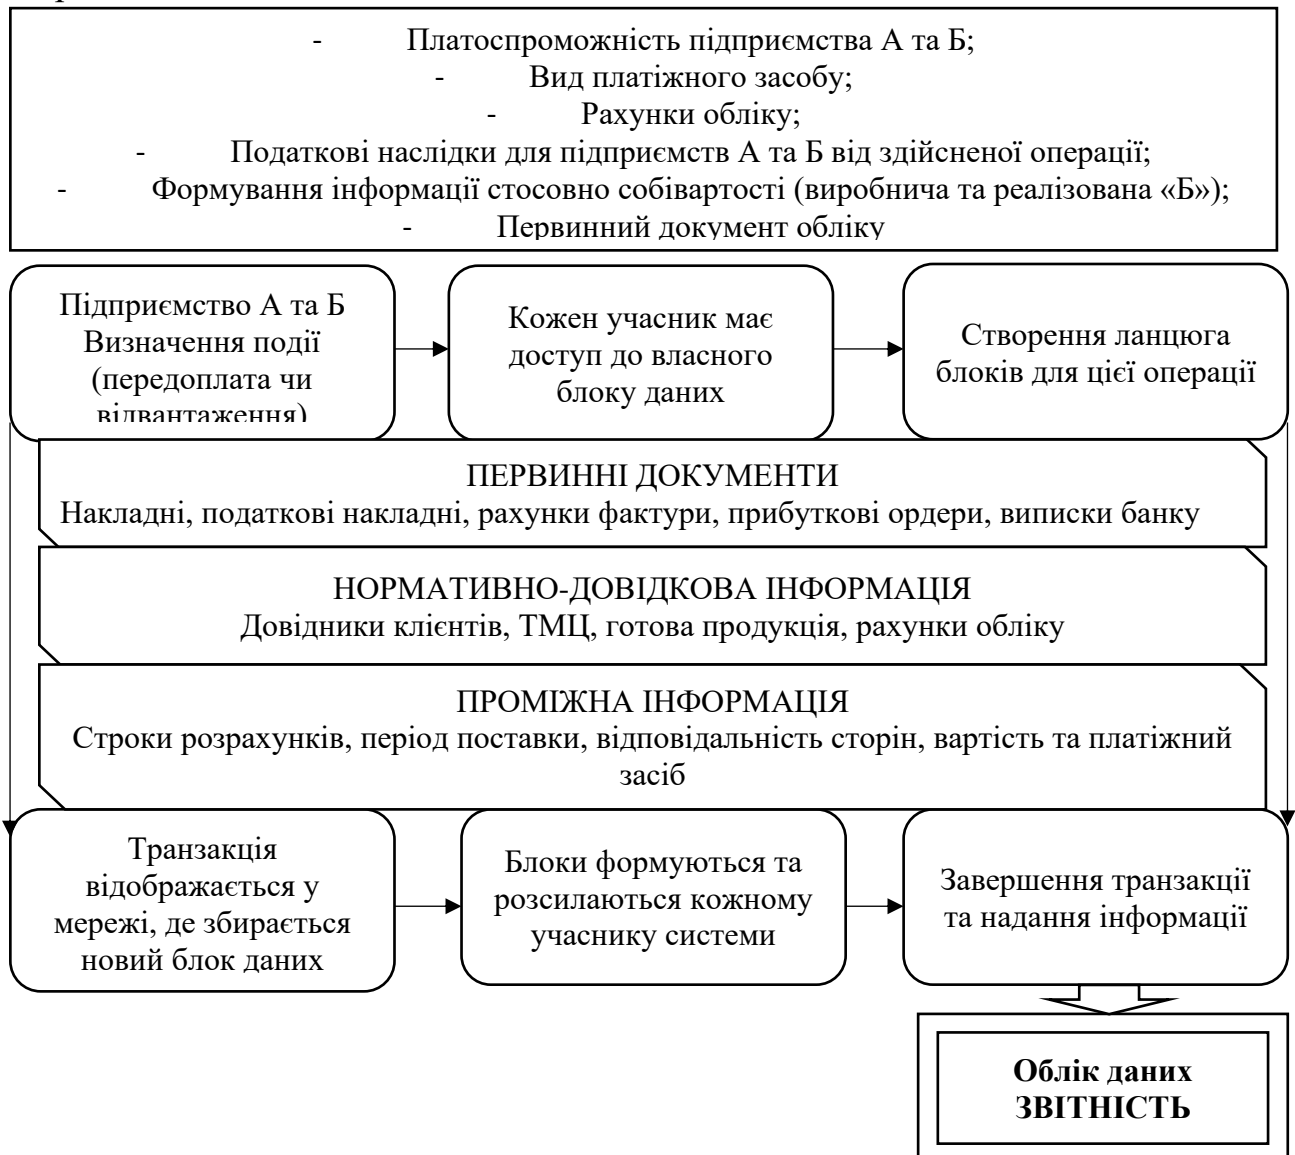 - Платоспроможність підприємства А та Б;
- Вид платіжного засобу;
- Рахунки обліку;
- Податкові наслідки для підприємств А та Б від здійсненої операції;
- Формування інформації стосовно собівартості (виробнича та реалізована «Б»);
- Первинний документ обліку
Підприємство А та Б
Визначення події
(передоплата чи
відвантаження)
Кожен учасник має
доступ до власного
блоку даних
Створення ланцюга
блоків для цієї операції
ПЕРВИННІ ДОКУМЕНТИ
Накладні, податкові накладні, рахунки фактури, прибуткові ордери, виписки банку
НОРМАТИВНО-ДОВІДКОВА ІНФОРМАЦІЯ
Довідники клієнтів, ТМЦ, готова продукція, рахунки обліку
ПРОМІЖНА ІНФОРМАЦІЯ
Строки розрахунків, період поставки, відповідальність сторін, вартість та платіжний
засіб
Транзакція
відображається у
мережі, де збирається
новий блок даних
Блоки формуються та
розсилаються кожному
учаснику системи
Завершення транзакції
та надання інформації
Облік даних
ЗВІТНІСТЬ